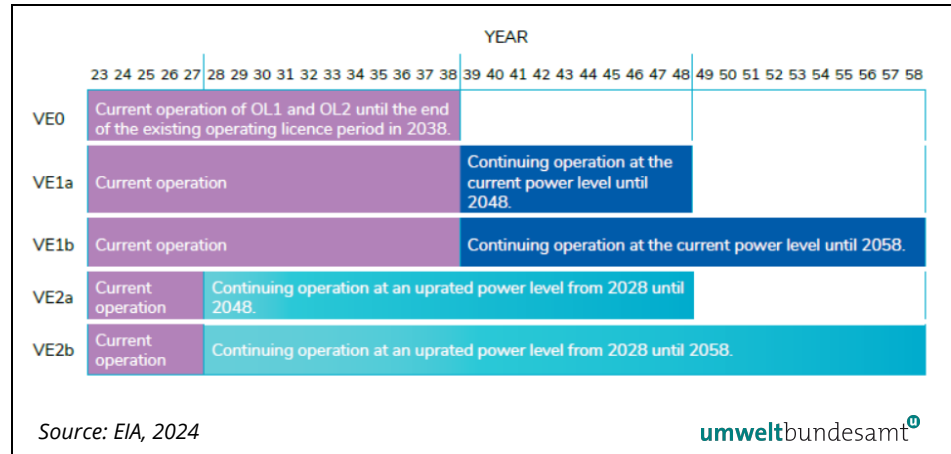 YEAR
23 24 25 26 27 28 29 30 31 32 33 34 35 36 37 38 39 40 41 42 43 44 45 46 47 48 49 50 51 52 53 54 55 56 57 58
VE0
Current operation of OL1 and OL2 until the end
of the existing operating licence period in 2038.
VE1a
Current operation
Continuing operation at the
current power level until
2048.
VE1b
Current operation
Continuing operation at the current power level until 2058.
VE2a
Current
operation
Continuing operation at an uprated power level from 2028 until
2048.
VE2b
Current
operation
Continuing operation at an uprated power level from 2028 until 2058.
Source: EIA, 2024
umweltbundesamt u